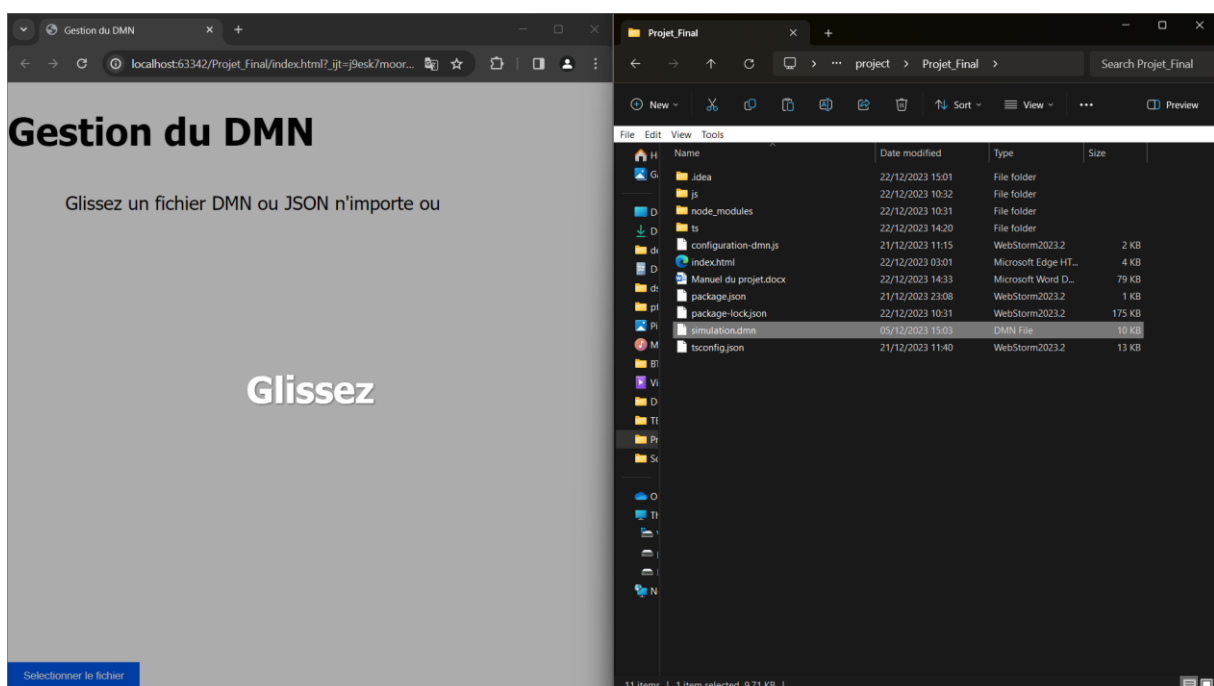 Gestion du DMN
localhost:63342/Projet_Final/index.html?_ijt=j9esk7moor...
Gestion du DMN
Glissez un fichier DMN ou JSON n'importe ou
Glissez
Selectionner le fichier
Projet_Final
project > Projet_Final >
Search Projet_Final
New
Sort
View
Preview
File Edit View Tools
Name Date modified Type Size
.idea 22/12/2023 15:01 File folder
js 22/12/2023 10:32 File folder
node_modules 22/12/2023 10:31 File folder
ts 22/12/2023 14:20 File folder
configuration-dmn.js 21/12/2023 11:15 WebStorm2023.2 2 KB
index.html 22/12/2023 03:01 Microsoft Edge HT... 4 KB
Manuel du projet.docx 22/12/2023 14:33 Microsoft Word D... 79 KB
package.json 21/12/2023 23:08 WebStorm2023.2 1 KB
package-lock.json 22/12/2023 10:31 WebStorm2023.2 175 KB
simulation.dmn 05/12/2023 15:03 DMN File 10 KB
tsconfig.json 21/12/2023 11:40 WebStorm2023.2 13 KB
11 items | 1 item selected 9.71 KB |